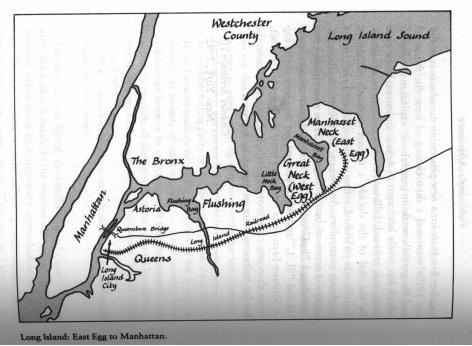 Westchester
County
Long Island Sound
Manhasset
Neck
(East
Egg)
Manhasset
Bay
The Bronx
Little
Neck
Bay
Great
Neck
(West
Egg)
Manhattan
Astoria
Flushing
Bay
Flushing
Queensboro Bridge
Long Island Railroad
Queens
Long
Island
City
Long Island: East Egg to Manhattan.